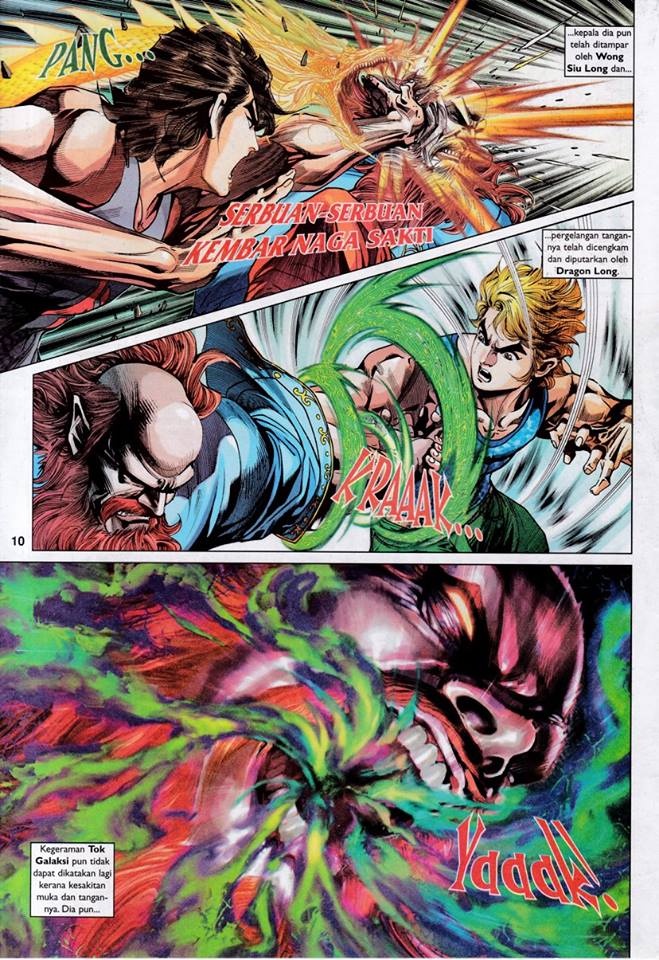 PANG...
...kepala dia pun
telah ditampar
oleh Wong
Siu Long dan...
SERBUAN-SERBUAN
KEMBAR NAGA SAKTI
...pergelangan tangan-
nya telah dicengkam
dan diputarkan oleh
Dragon Long.
KRAAAK...
10
Yaaak!
Kegeraman Tok
Galaksi pun tidak
dapat dikatakan lagi
kerana kesakitan
muka dan tangan-
nya. Dia pun...